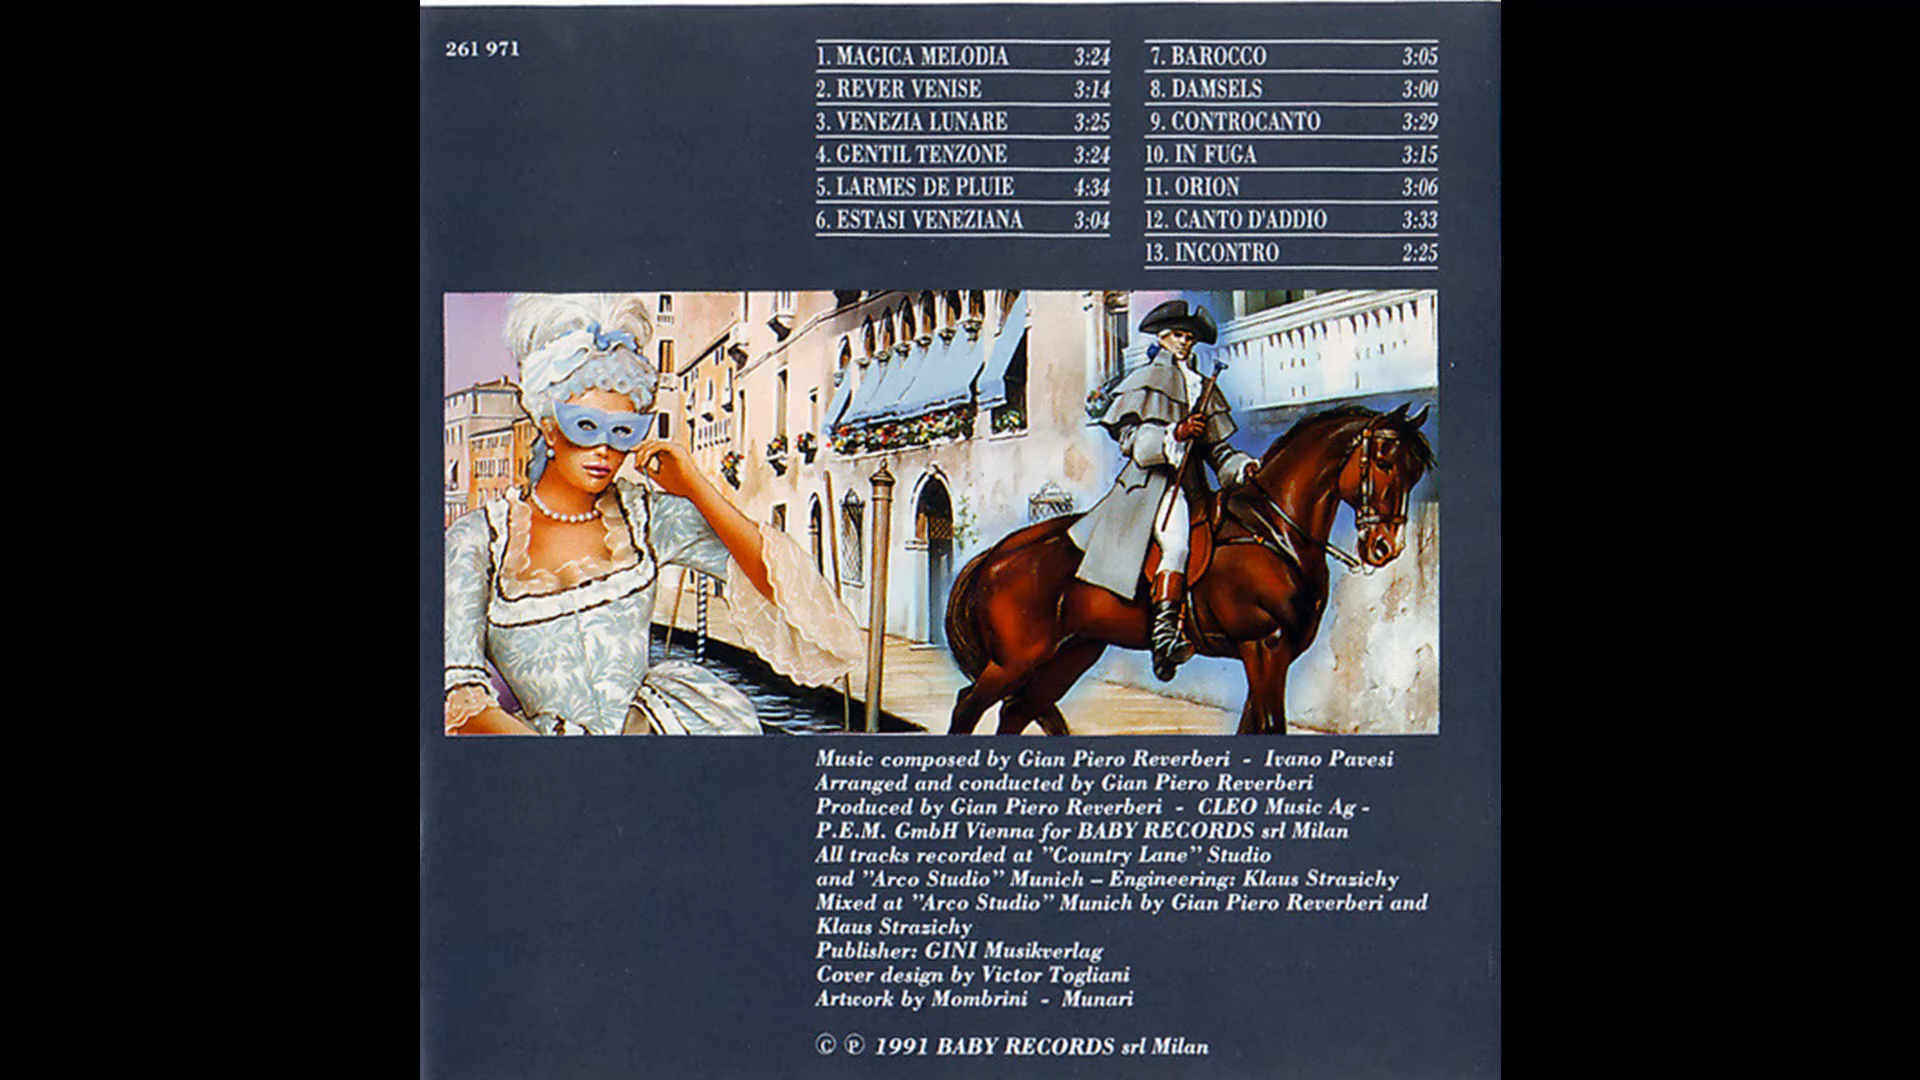 261 971
1. MAGICA MELODIA 3:24
2. REVER VENISE 3:14
3. VENEZIA LUNARE 3:25
4. GENTIL TENZONE 3:24
5. LARMES DE PLUIE 4:34
6. ESTASI VENEZIANA 3:04
7. BAROCCO 3:05
8. DAMSELS 3:00
9. CONTROCANTO 3:29
10. IN FUGA 3:15
11. ORION 3:06
12. CANTO D'ADDIO 3:33
13. INCONTRO 2:25
Music composed by Gian Piero Reverberi - Ivano Pavesi
Arranged and conducted by Gian Piero Reverberi
Produced by Gian Piero Reverberi - CLEO Music Ag -
P.E.M. GmbH Vienna for BABY RECORDS srl Milan
All tracks recorded at ”Country Lane” Studio
and ”Arco Studio” Munich – Engineering: Klaus Strazichy
Mixed at ”Arco Studio” Munich by Gian Piero Reverberi and
Klaus Strazichy
Publisher: GINI Musikverlag
Cover design by Victor Togliani
Artwork by Mombrini - Munari
© ℗ 1991 BABY RECORDS srl Milan